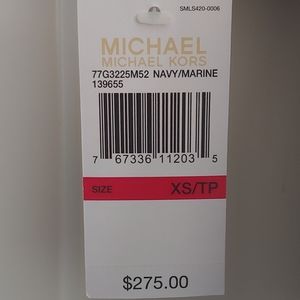 SMLS420-0006
MICHAEL
MICHAEL KORS
77G3225M52 NAVY/MARINE
139655
7 67336 11203 5
SIZE XS/TP
$275.00